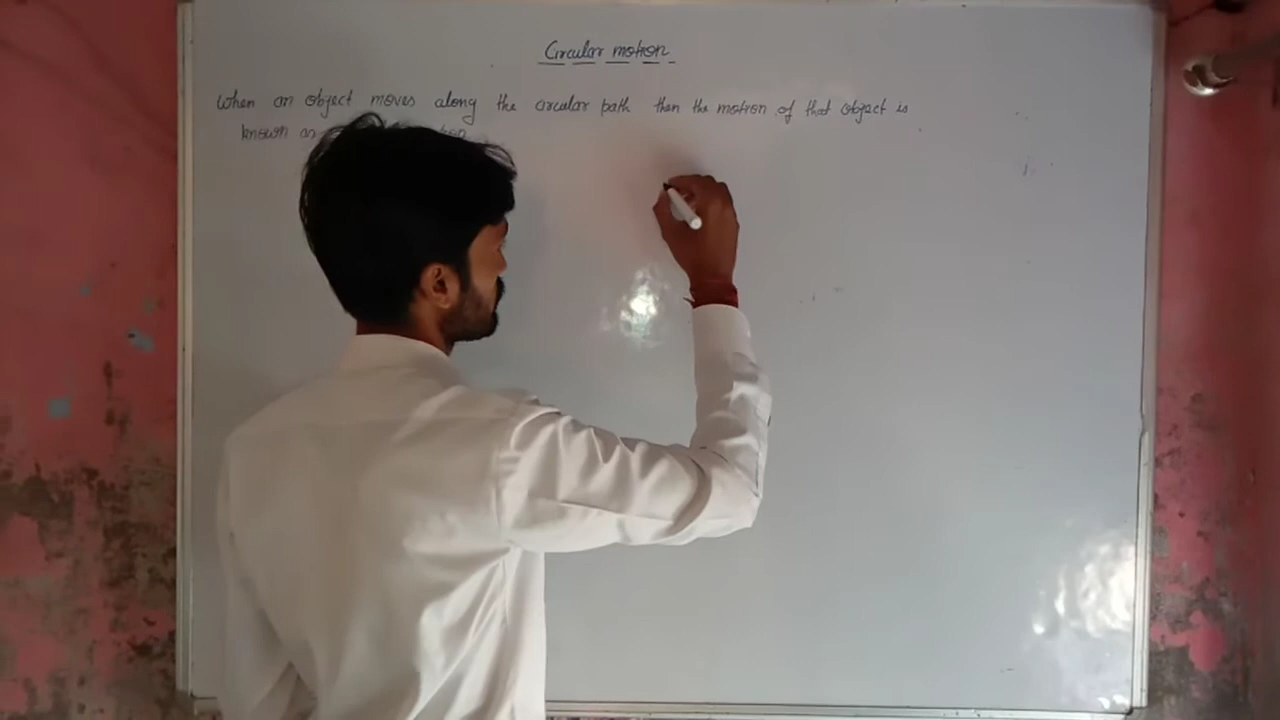 Circular motion
When an object moves along the circular path then the motion of that object is
known as